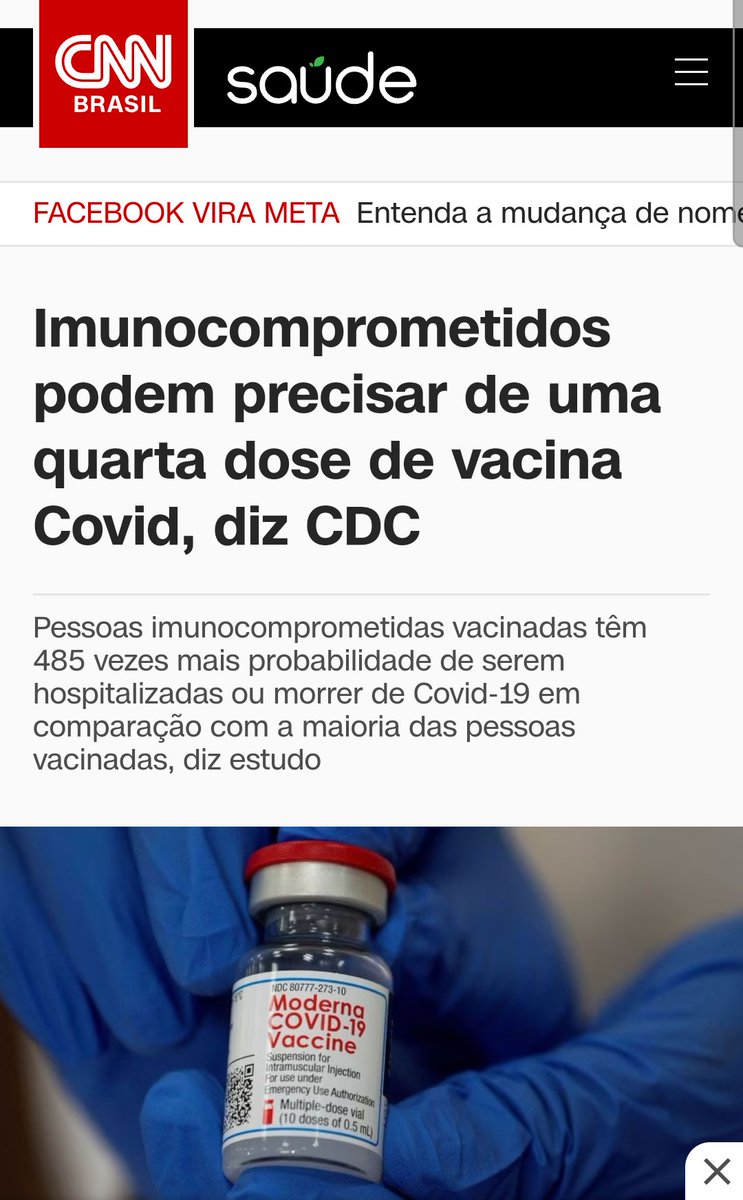 CNN
BRASIL
saúde
FACEBOOK VIRA META Entenda a mudança de nome
Imunocomprometidos
podem precisar de uma
quarta dose de vacina
Covid, diz CDC
Pessoas imunocomprometidas vacinadas têm
485 vezes mais probabilidade de serem
hospitalizadas ou morrer de Covid-19 em
comparação com a maioria das pessoas
vacinadas, diz estudo
NDC 80777-273-10
Moderna
COVID-19
Vaccine
Suspension for
Intramuscular Injection
For use under
Emergency Use Authorization
Multiple-dose vial
(10 doses of 0.5 mL)